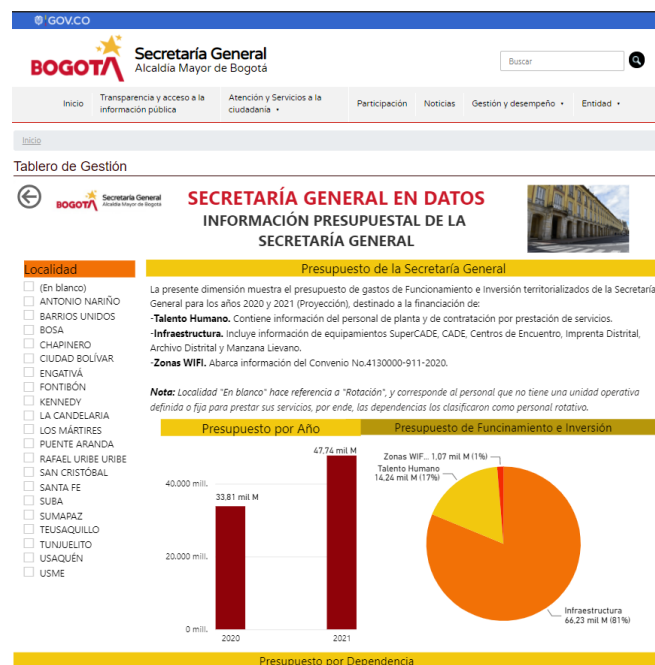 GOV.CO
BOGOTÁ
Secretaría General
Alcaldía Mayor de Bogotá
Buscar
Inicio
Transparencia y acceso a la
información pública
Atención y Servicios a la
ciudadanía
Participación
Noticias
Gestión y desempeño
Entidad
Inicio
Tablero de Gestión
BOGOTÁ
Secretaría General
Alcaldía Mayor de Bogotá
SECRETARÍA GENERAL EN DATOS
INFORMACIÓN PRESUPUESTAL DE LA
SECRETARÍA GENERAL
Localidad
(En blanco)
ANTONIO NARIÑO
BARRIOS UNIDOS
BOSA
CHAPINERO
CIUDAD BOLÍVAR
ENGATIVÁ
FONTIBÓN
KENNEDY
LA CANDELARIA
LOS MÁRTIRES
PUENTE ARANDA
RAFAEL URIBE URIBE
SAN CRISTÓBAL
SANTA FE
SUBA
SUMAPAZ
TEUSAQUILLO
TUNJUELITO
USAQUÉN
USME
Presupuesto de la Secretaría General
La presente dimensión muestra el presupuesto de gastos de Funcionamiento e Inversión territorializados de la Secretaría
General para los años 2020 y 2021 (Proyección), destinado a la financiación de:
-Talento Humano. Contiene información del personal de planta y de contratación por prestación de servicios.
-Infraestructura. Incluye información de equipamientos SuperCADE, CADE, Centros de Encuentro, Imprenta Distrital,
Archivo Distrital y Manzana Lievano.
-Zonas WIFI. Abarca información del Convenio No.4130000-911-2020.
Nota: Localidad "En blanco" hace referencia a "Rotación", y corresponde al personal que no tiene una unidad operativa
definida o fija para prestar sus servicios, por ende, las dependencias los clasificaron como personal rotativo.
Presupuesto por Año
47,74 mil M
40.000 mill.
33,81 mil M
20.000 mill.
0 mill.
2020
2021
Presupuesto de Funcinamiento e Inversión
Zonas WIF... 1,07 mil M (1%)
Talento Humano
14,24 mil M (17%)
Infraestructura
66,23 mil M (81%)
Presupuesto por Dependencia